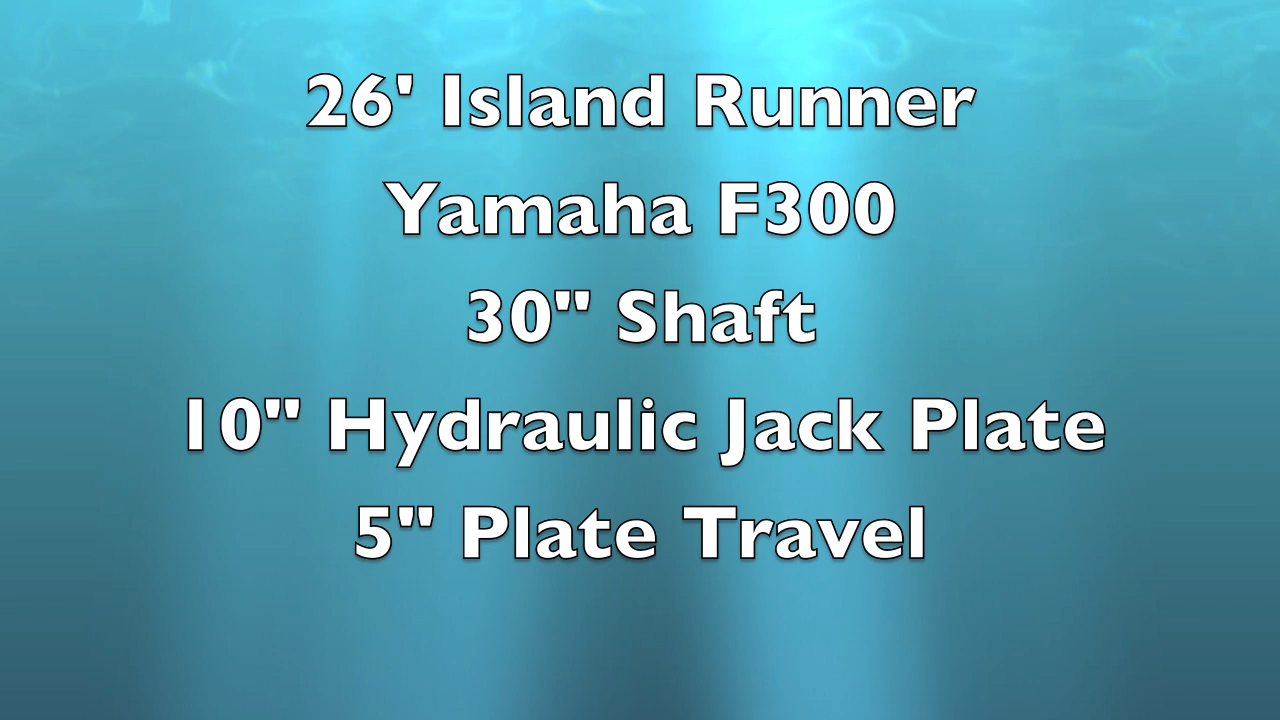 26' Island Runner
Yamaha F300
30" Shaft
10" Hydraulic Jack Plate
5" Plate Travel